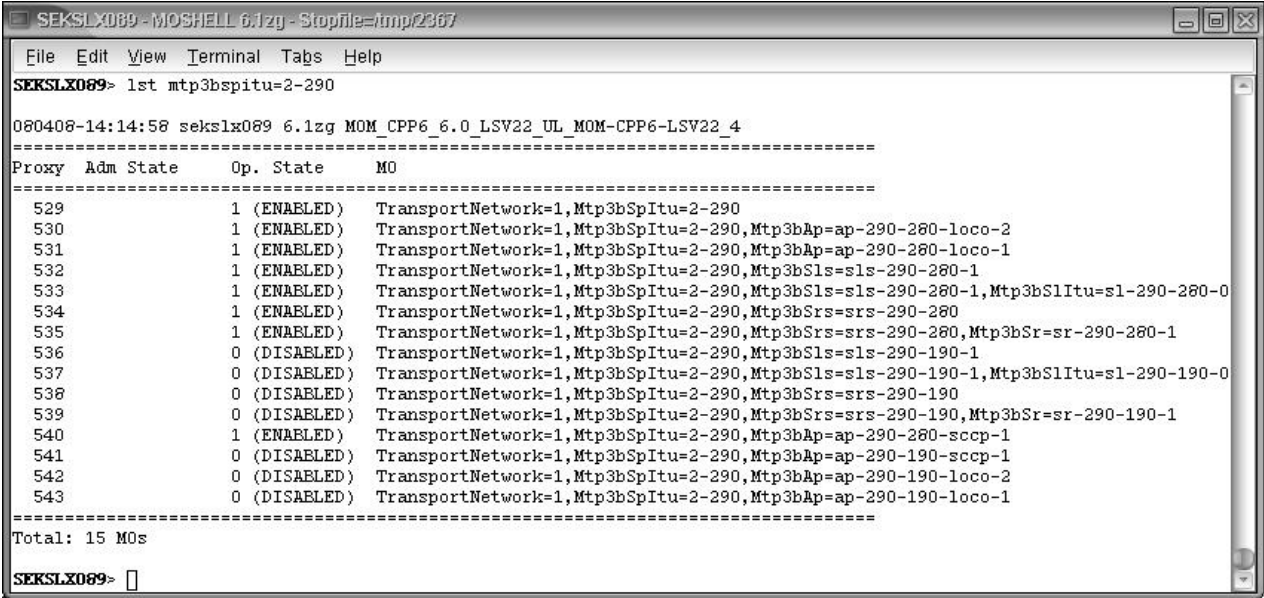 SEKSLX089 - MOSHELL 6.1zg - Stopfile=/tmp/2367
File Edit View Terminal Tabs Help
SEKSLX089> lst mtp3bspitu=2-290
080408-14:14:58 sekslx089 6.1zg MOM_CPP6_6.0_LSV22_UL_MOM-CPP6-LSV22_4
===================================================================================
Proxy Adm State Op. State MO
===================================================================================
529 1 (ENABLED) TransportNetwork=1,Mtp3bSpItu=2-290
530 1 (ENABLED) TransportNetwork=1,Mtp3bSpItu=2-290,Mtp3bAp=ap-290-280-loco-2
531 1 (ENABLED) TransportNetwork=1,Mtp3bSpItu=2-290,Mtp3bAp=ap-290-280-loco-1
532 1 (ENABLED) TransportNetwork=1,Mtp3bSpItu=2-290,Mtp3bSls=sls-290-280-1
533 1 (ENABLED) TransportNetwork=1,Mtp3bSpItu=2-290,Mtp3bSls=sls-290-280-1,Mtp3bSlItu=sl-290-280-0
534 1 (ENABLED) TransportNetwork=1,Mtp3bSpItu=2-290,Mtp3bSrs=srs-290-280
535 1 (ENABLED) TransportNetwork=1,Mtp3bSpItu=2-290,Mtp3bSrs=srs-290-280,Mtp3bSr=sr-290-280-1
536 0 (DISABLED) TransportNetwork=1,Mtp3bSpItu=2-290,Mtp3bSls=sls-290-190-1
537 0 (DISABLED) TransportNetwork=1,Mtp3bSpItu=2-290,Mtp3bSls=sls-290-190-1,Mtp3bSlItu=sl-290-190-0
538 0 (DISABLED) TransportNetwork=1,Mtp3bSpItu=2-290,Mtp3bSrs=srs-290-190
539 0 (DISABLED) TransportNetwork=1,Mtp3bSpItu=2-290,Mtp3bSrs=srs-290-190,Mtp3bSr=sr-290-190-1
540 1 (ENABLED) TransportNetwork=1,Mtp3bSpItu=2-290,Mtp3bAp=ap-290-280-sccp-1
541 0 (DISABLED) TransportNetwork=1,Mtp3bSpItu=2-290,Mtp3bAp=ap-290-190-sccp-1
542 0 (DISABLED) TransportNetwork=1,Mtp3bSpItu=2-290,Mtp3bAp=ap-290-190-loco-2
543 0 (DISABLED) TransportNetwork=1,Mtp3bSpItu=2-290,Mtp3bAp=ap-290-190-loco-1
===================================================================================
Total: 15 MOs
SEKSLX089>